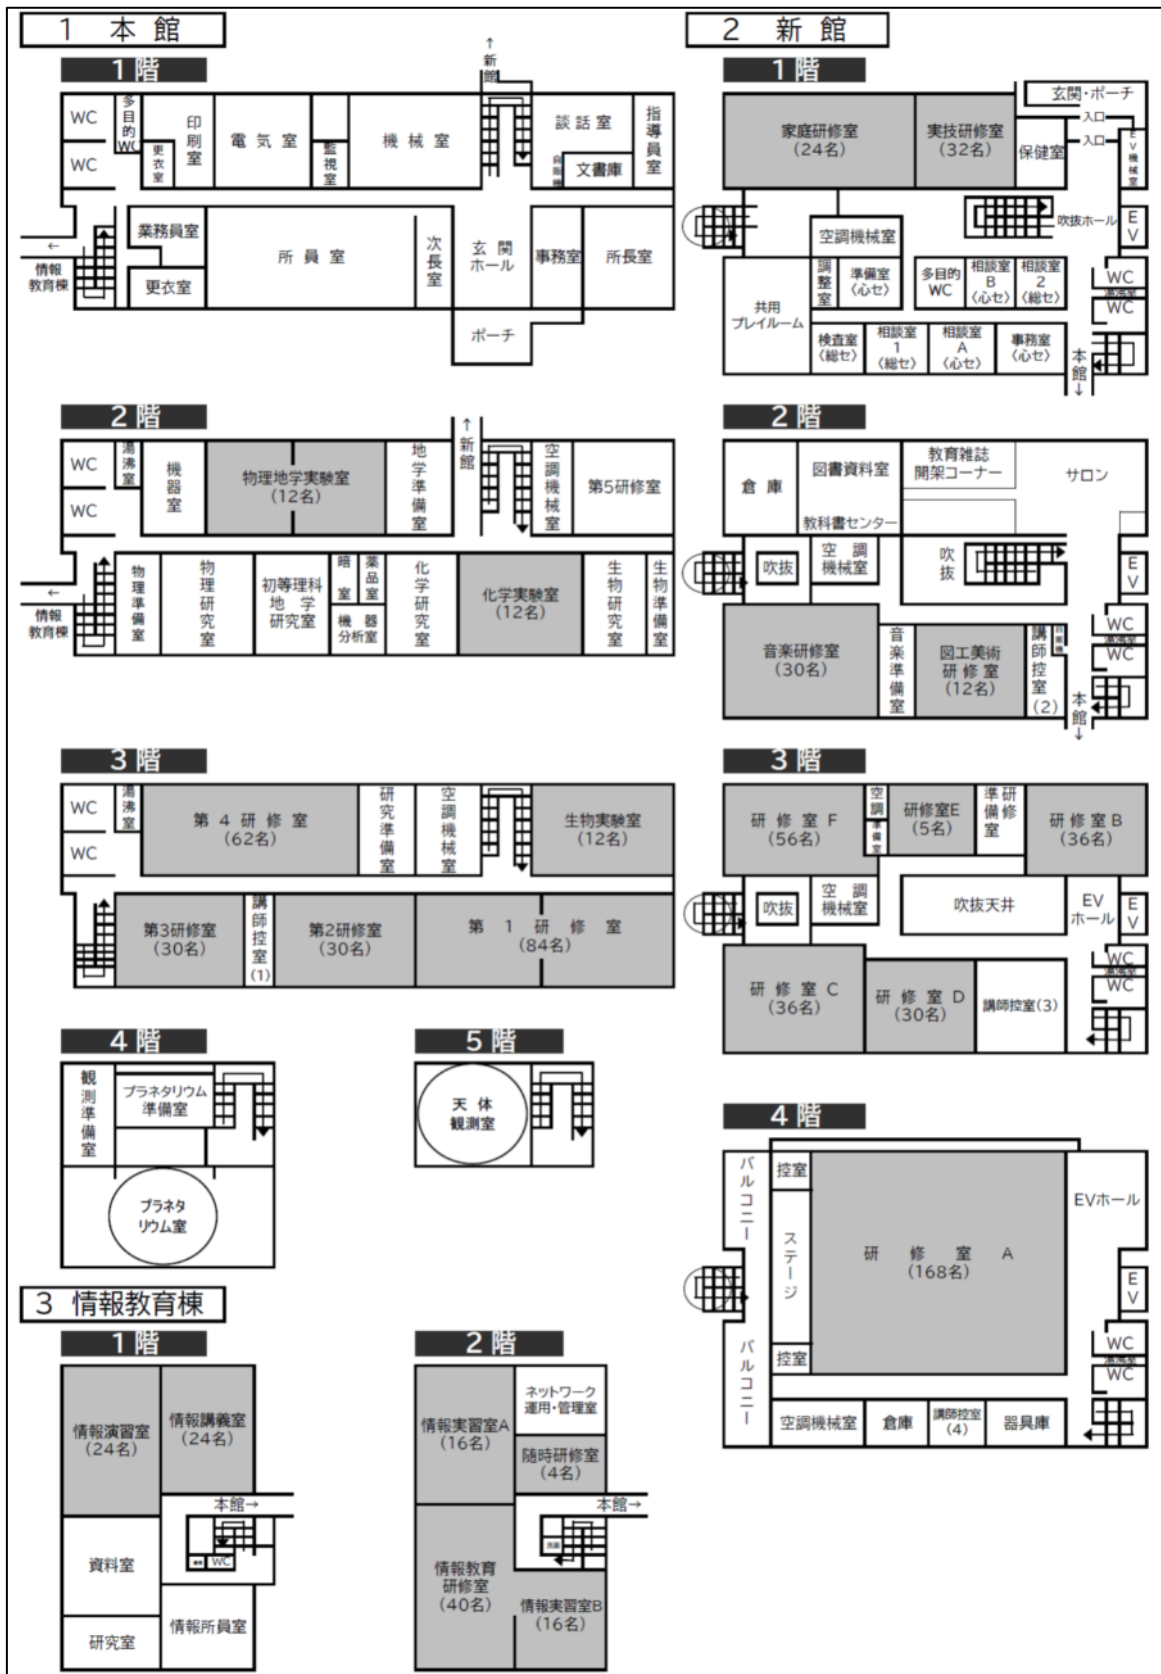 1 本館
1階
↑
新館
WC
多目的WC
印刷室
電気室
監視室
機械室
談話室
指導員室
WC
更衣室
自販機
文書庫
業務員室
所員室
次長室
玄関
ホール
事務室
所長室
←
情報
教育棟
更衣室
ポーチ
2階
↑
新館
WC
湯沸室
機器室
物理地学実験室
(12名)
地学準備室
空調機械室
第5研修室
WC
物理準備室
物理研究室
初等理科
地学
研究室
暗室
薬品室
機器
分析室
化学研究室
化学実験室
(12名)
生物研究室
生物準備室
←
情報
教育棟
3階
WC
湯沸室
第4研修室
(62名)
研究準備室
空調機械室
生物実験室
(12名)
WC
第3研修室
(30名)
講師控室(1)
第2研修室
(30名)
第1研修室
(84名)
4階
観測準備室
プラネタリウム
準備室
プラネタ
リウム室
5階
天体
観測室
2 新館
1階
家庭研修室
(24名)
実技研修室
(32名)
玄関・ポーチ
入口
入口
保健室
EV機械室
吹抜ホール
EV
空調機械室
共用
プレイルーム
調整室
準備室
〈心セ〉
多目的
WC
相談室
B
〈心セ〉
相談室
2
〈総セ〉
WC
湯沸室
WC
検査室
〈総セ〉
相談室
1
〈総セ〉
相談室
A
〈心セ〉
事務室
〈心セ〉
本館
↓
2階
倉庫
図書資料室
教育雑誌
開架コーナー
サロン
教科書センター
吹抜
空調
機械室
吹抜
EV
音楽研修室
(30名)
音楽準備室
図工美術
研修室
(12名)
講師控室(2)
自販機
WC
湯沸室
WC
本館
↓
3階
研修室F
(56名)
空調
準備室
研修室E
(5名)
研修
準備室
研修室B
(36名)
吹抜
空調
機械室
吹抜天井
EV
ホール
EV
研修室C
(36名)
研修室D
(30名)
講師控室(3)
WC
湯沸室
WC
4階
バルコニー
控室
研修室A
(168名)
EVホール
ステージ
EV
バルコニー
控室
WC
湯沸室
WC
空調機械室
倉庫
講師控室
(4)
器具庫
3 情報教育棟
1階
情報演習室
(24名)
情報講義室
(24名)
本館→
資料室
WC
研究室
情報所員室
2階
情報実習室A
(16名)
ネットワーク
運用・管理室
随時研修室
(4名)
本館→
情報教育
研修室
(40名)
情報実習室B
(16名)